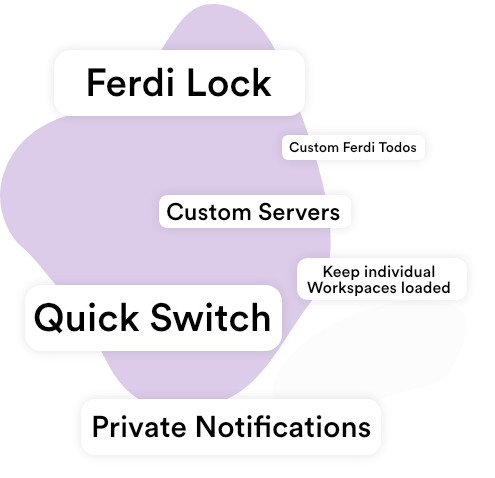 Ferdi Lock
Custom Ferdi Todos
Custom Servers
Keep individual
Workspaces loaded
Quick Switch
Private Notifications